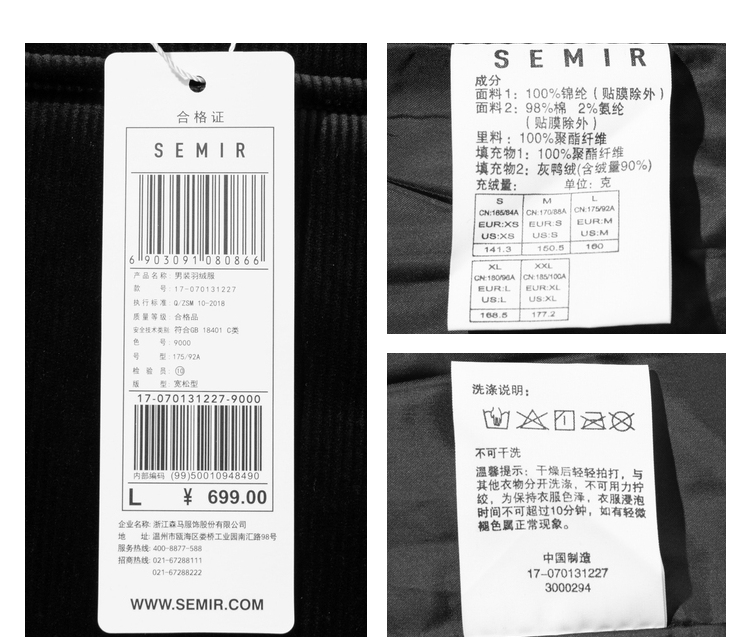 合格证
SEMIR
6 903091 080866
产品名称: 男装羽绒服
款 号: 17-070131227
执行标准: Q/ZSM 10-2018
质量等级: 合格品
安全技术类别: 符合GB 18401 C类
色 号: 9000
号 型: 175/92A
检 验 员: ⑩
版 型: 宽松型
17-070131227-9000
内部编码 (99)50010948490
L ¥ 699.00
企业名称: 浙江森马服饰股份有限公司
地 址: 温州市瓯海区娄桥工业园南汇路98号
服务热线: 400-8877-588
招商热线: 021-67288111
021-67288222
WWW.SEMIR.COM
SEMIR
成分
面料1: 100%锦纶(贴膜除外)
面料2: 98%棉 2%氨纶
(贴膜除外)
里料: 100%聚酯纤维
填充物1: 100%聚酯纤维
填充物2: 灰鸭绒(含绒量90%)
充绒量: 单位: 克
S M L
CN:165/84A CN:170/88A CN:175/92A
EUR:XS EUR:S EUR:M
US:XS US:S US:M
141.3 150.5 160
XL XXL
CN:180/96A CN:185/100A
EUR:L EUR:XL
US:L US:XL
168.5 177.2
洗涤说明:
不可干洗
温馨提示: 干燥后轻轻拍打, 与
其他衣物分开洗涤, 不可用力拧
绞, 为保持衣服色泽, 衣服浸泡
时间不可超过10分钟, 如有轻微
褪色属正常现象。
中国制造
17-070131227
3000294